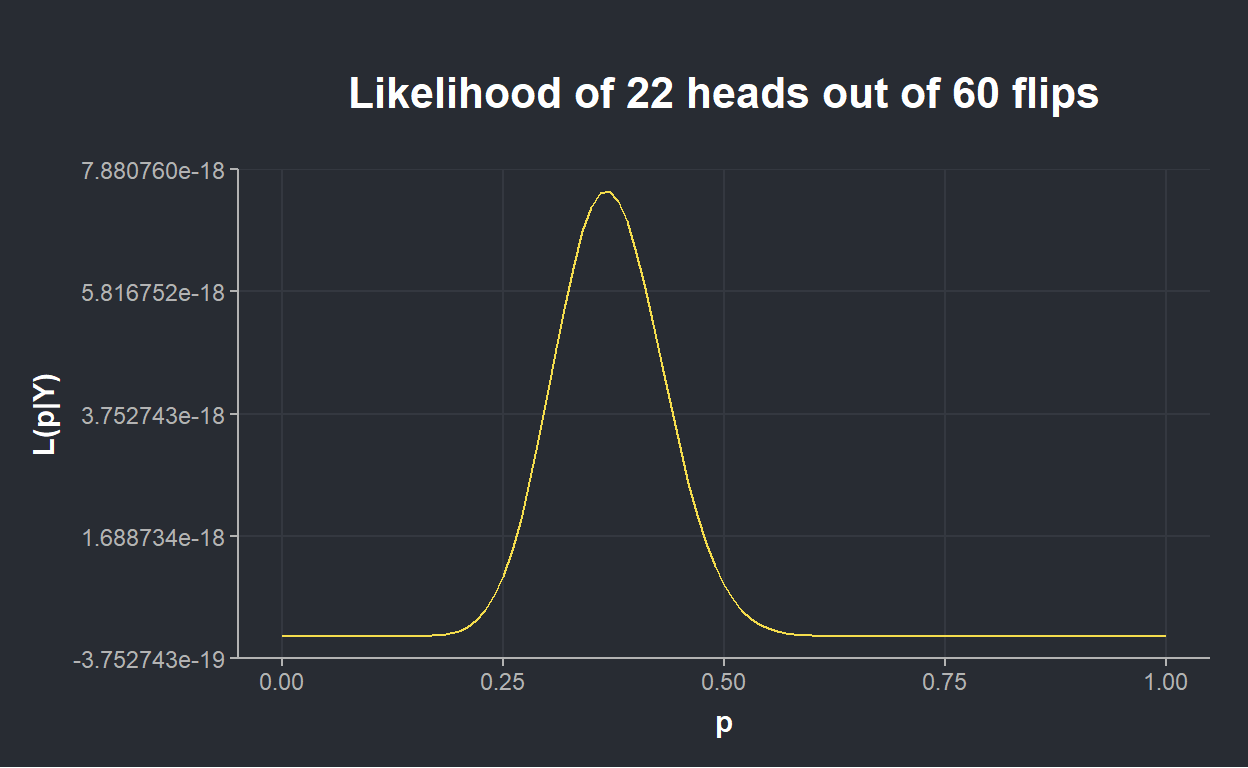 Likelihood of 22 heads out of 60 flips
7.880760e-18
5.816752e-18
3.752743e-18
1.688734e-18
-3.752743e-19
L(p|Y)
0.00 0.25 0.50 0.75 1.00
p